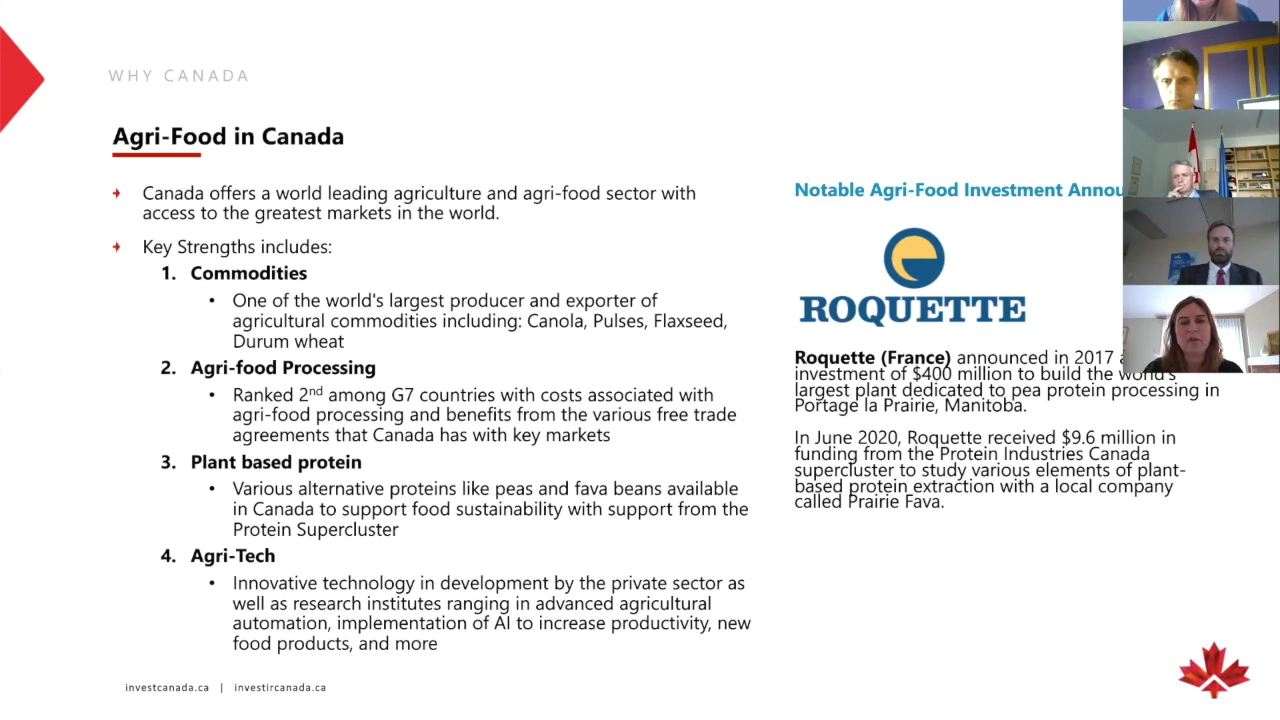 WHY CANADA
Agri-Food in Canada
Canada offers a world leading agriculture and agri-food sector with
access to the greatest markets in the world.
Key Strengths includes:
1. Commodities
• One of the world's largest producer and exporter of
agricultural commodities including: Canola, Pulses, Flaxseed,
Durum wheat
2. Agri-food Processing
• Ranked 2nd among G7 countries with costs associated with
agri-food processing and benefits from the various free trade
agreements that Canada has with key markets
3. Plant based protein
• Various alternative proteins like peas and fava beans available
in Canada to support food sustainability with support from the
Protein Supercluster
4. Agri-Tech
• Innovative technology in development by the private sector as
well as research institutes ranging in advanced agricultural
automation, implementation of AI to increase productivity, new
food products, and more
Notable Agri-Food Investment
ROQUETTE
Roquette (France) announced in 2017
investment of $400 million to build the world's
largest plant dedicated to pea protein processing in
Portage la Prairie, Manitoba.
In June 2020, Roquette received $9.6 million in
funding from the Protein Industries Canada
supercluster to study various elements of plant-
based protein extraction with a local company
called Prairie Fava.
investcanada.ca | investircanada.ca